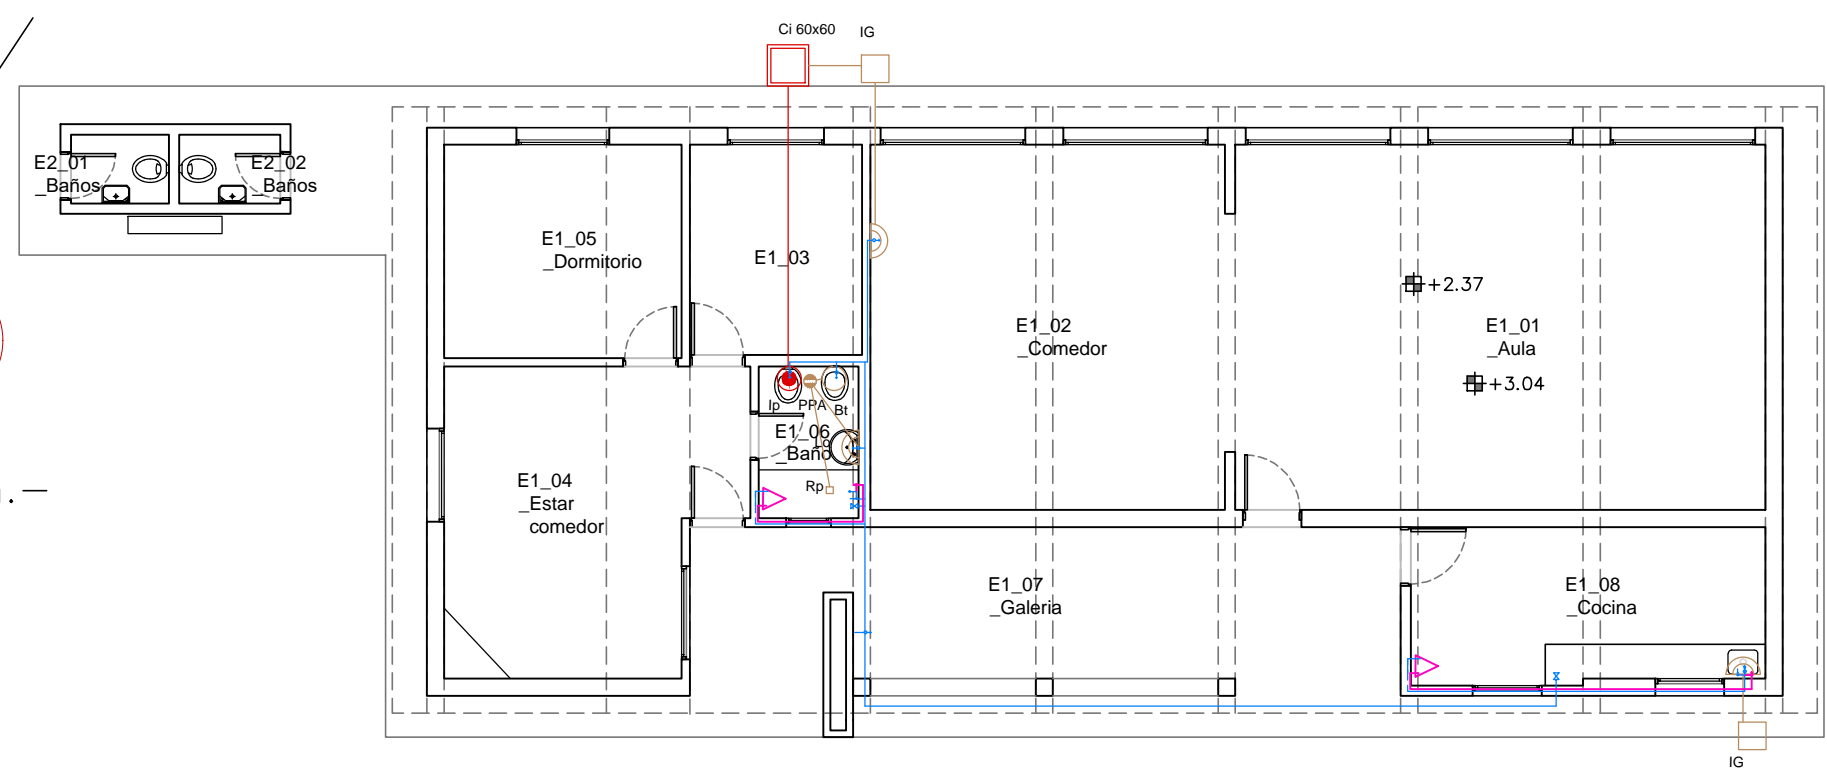 Ci 60x60
IG
E2_01
_Baños
E2_02
_Baños
E1_05
_Dormitorio
E1_03
+2.37
E1_02
_Comedor
E1_01
_Aula
+3.04
Ip
PPA
Bt
E1_06
_Baño
Rp
E1_04
_Estar
comedor
E1_07
_Galeria
E1_08
_Cocina
IG